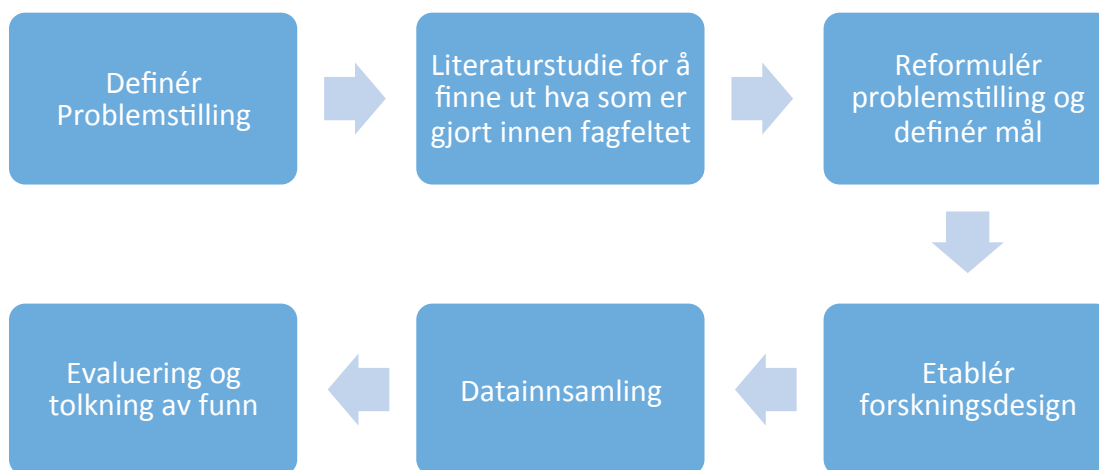 Definér
Problemstilling
Literaturstudie for å
finne ut hva som er
gjort innen fagfeltet
Reformulér
problemstilling og
definér mål
Etablér
forskningsdesign
Datainnsamling
Evaluering og
tolkning av funn